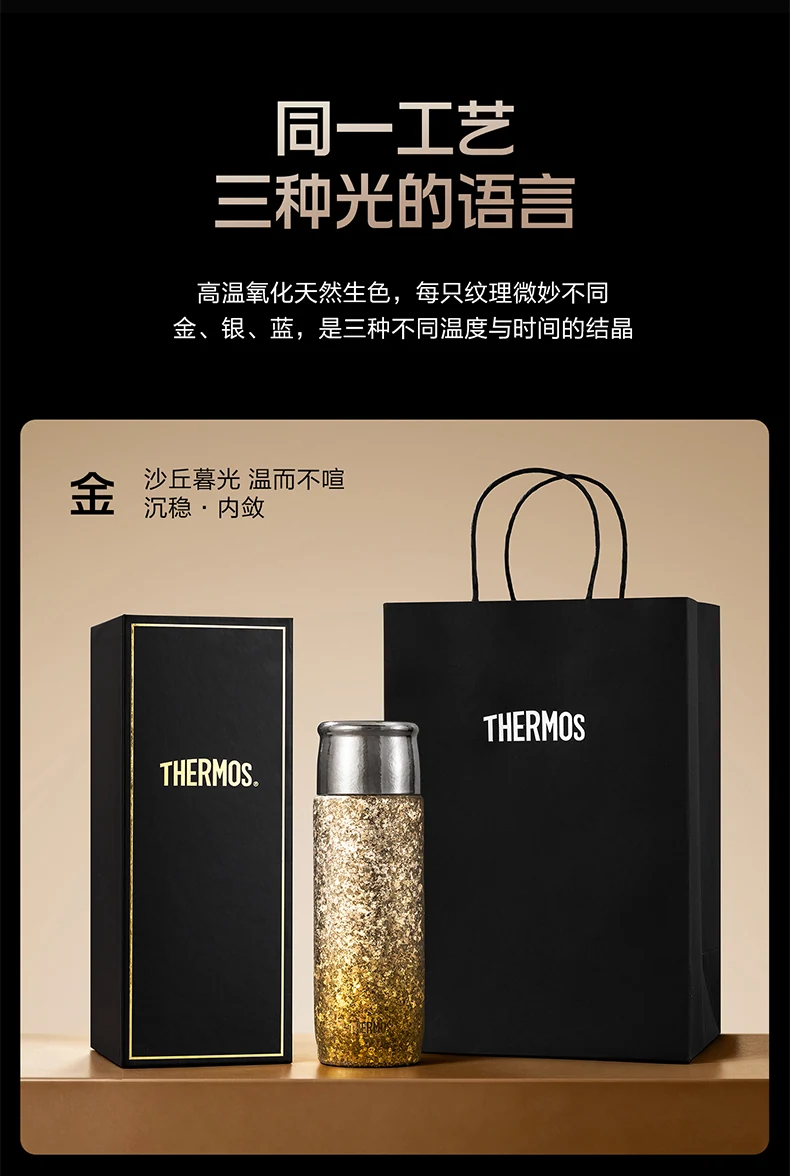 同一工艺
三种光的语言
高温氧化天然生色，每只纹理微妙不同
金、银、蓝，是三种不同温度与时间的结晶
金
沙丘暮光 温而不喧
沉稳·内敛
THERMOS®
THERMOS
THERMOS